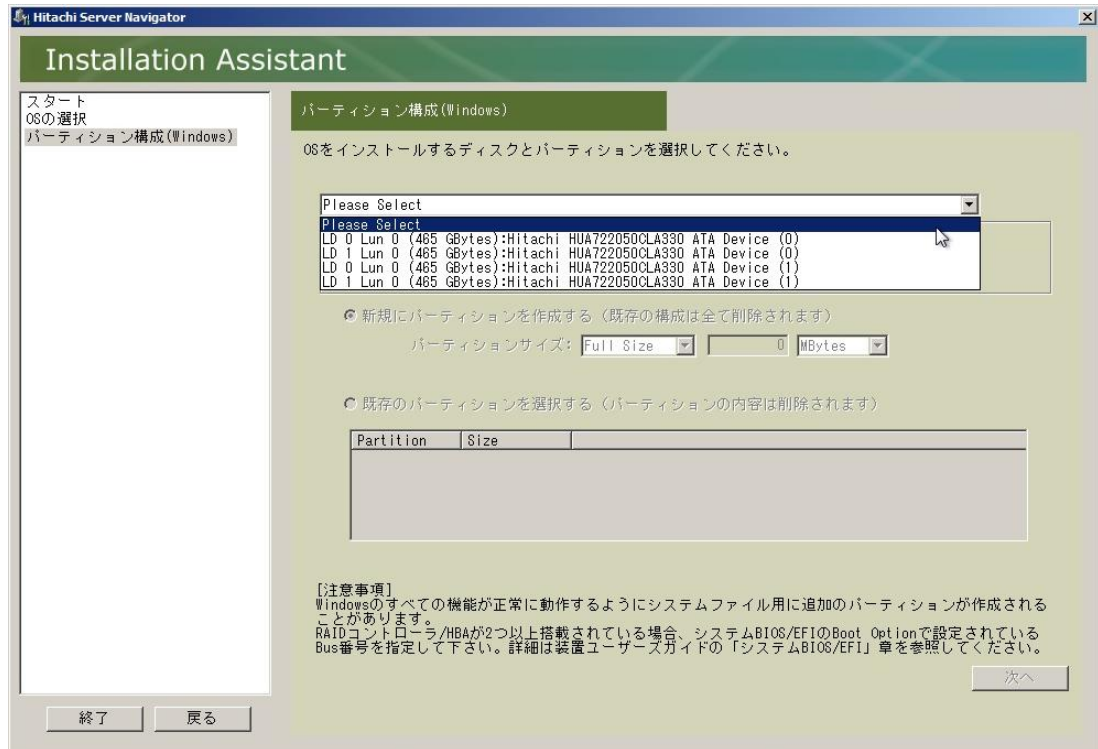 Hitachi Server Navigator
Installation Assistant
スタート
OSの選択
パーティション構成(Windows)
パーティション構成(Windows)
OSをインストールするディスクとパーティションを選択してください。
Please Select
Please Select
LD 0 Lun 0 (465 GBytes):Hitachi HUA722050CLA330 ATA Device (0)
LD 1 Lun 0 (465 GBytes):Hitachi HUA722050CLA330 ATA Device (0)
LD 0 Lun 0 (465 GBytes):Hitachi HUA722050CLA330 ATA Device (1)
LD 1 Lun 0 (465 GBytes):Hitachi HUA722050CLA330 ATA Device (1)
新規にパーティションを作成する（既存の構成は全て削除されます）
パーティションサイズ: Full Size 0 MBytes
既存のパーティションを選択する（パーティションの内容は削除されます）
Partition Size
[注意事項]
Windowsのすべての機能が正常に動作するようにシステムファイル用に追加のパーティションが作成される
ことがあります。
RAIDコントローラ/HBAが2つ以上搭載されている場合、システムBIOS/EFIのBoot Optionで設定されている
Bus番号を指定して下さい。詳細は装置ユーザーズガイドの「システムBIOS/EFI」章を参照してください。
次へ
終了 戻る